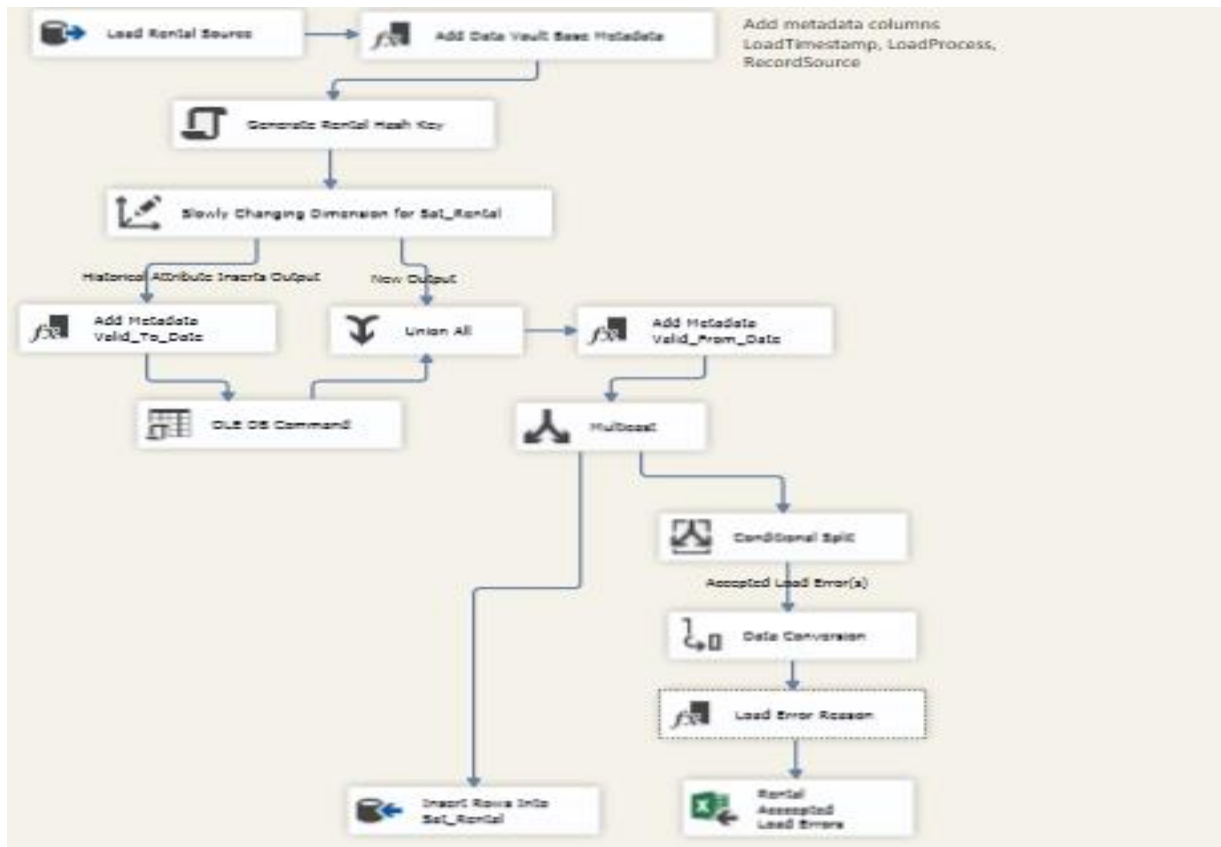 Load Rental Source
Add Data Vault Base Metadata
Add metadata columns
LoadTimestamp, LoadProcess,
RecordSource
Generate Rental Hash Key
Slowly Changing Dimension for Sat_Rental
Historical Attribute Inserts Output
New Output
Add Metadata
Valid_To_Date
Union All
Add Metadata
Valid_From_Date
OLE DB Command
Multicast
Conditional Split
Accepted Load Error(s)
Data Conversion
Load Error Reason
Insert Rows Into
Sat_Rental
Rental
Acccepted
Load Errors